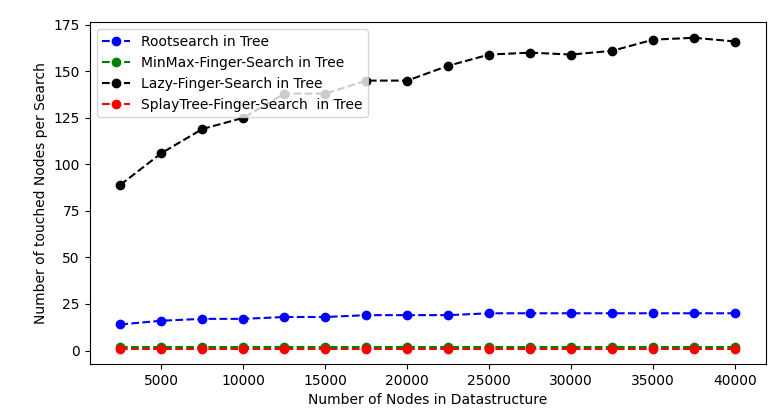 175
150
125
100
75
50
25
0
Number of touched Nodes per Search
Rootsearch in Tree
MinMax-Finger-Search in Tree
Lazy-Finger-Search in Tree
SplayTree-Finger-Search  in Tree
5000 10000 15000 20000 25000 30000 35000 40000
Number of Nodes in Datastructure